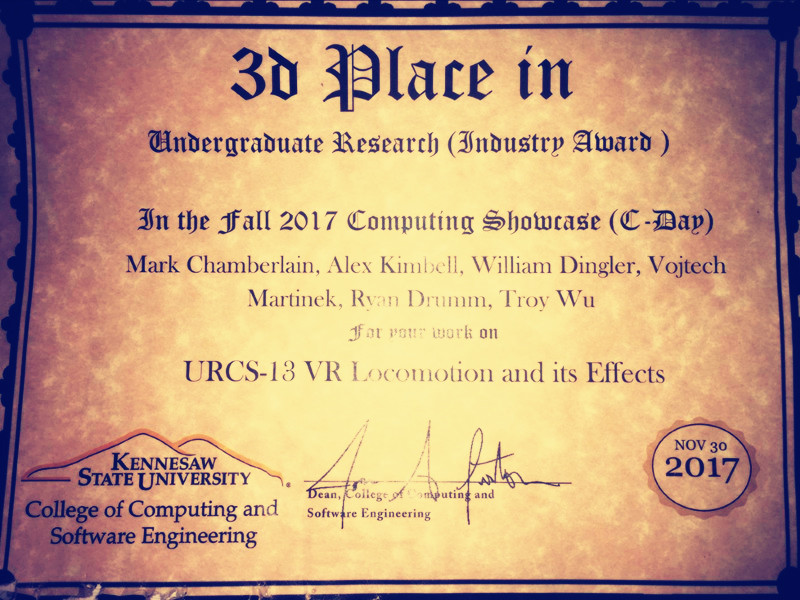 3d Place in
Undergraduate Research (Industry Award )
In the Fall 2017 Computing Showcase (C-Day)
Mark Chamberlain, Alex Kimbell, William Dingler, Vojtech
Martinek, Ryan Drumm, Troy Wu
For your work on
URCS-13 VR Locomotion and its Effects
KENNESAW
STATE UNIVERSITY
College of Computing and
Software Engineering
Dean, College of Computing and
Software Engineering
NOV 30
2017